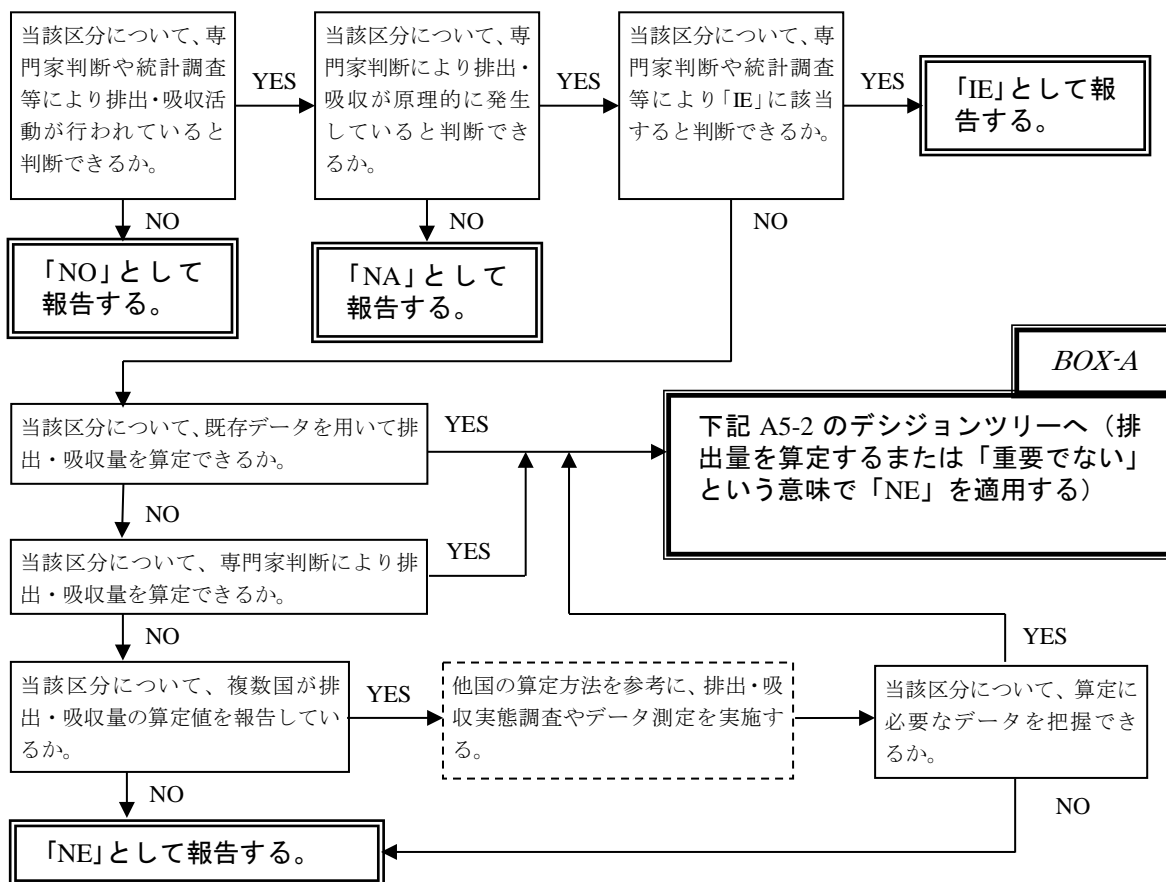 当該区分について、専
門家判断や統計調査
等により排出・吸収活
動が行われていると
判断できるか。
YES
当該区分について、専
門家判断により排出・
吸収が原理的に発生
していると判断でき
るか。
YES
当該区分について、専
門家判断や統計調査
等により「IE」に該当
すると判断できるか。
YES
「IE」として報
告する。
NO
NO
NO
「NO」として
報告する。
「NA」として
報告する。
BOX-A
下記 A5-2 のデシジョンツリーへ（排
出量を算定するまたは「重要でない」
という意味で「NE」を適用する）
当該区分について、既存データを用いて排
出・吸収量を算定できるか。
YES
NO
当該区分について、専門家判断により排
出・吸収量を算定できるか。
YES
NO
当該区分について、複数国が排
出・吸収量の算定値を報告してい
るか。
YES
他国の算定方法を参考に、排出・吸
収実態調査やデータ測定を実施す
る。
YES
当該区分について、算定に
必要なデータを把握でき
るか。
NO
NO
「NE」として報告する。